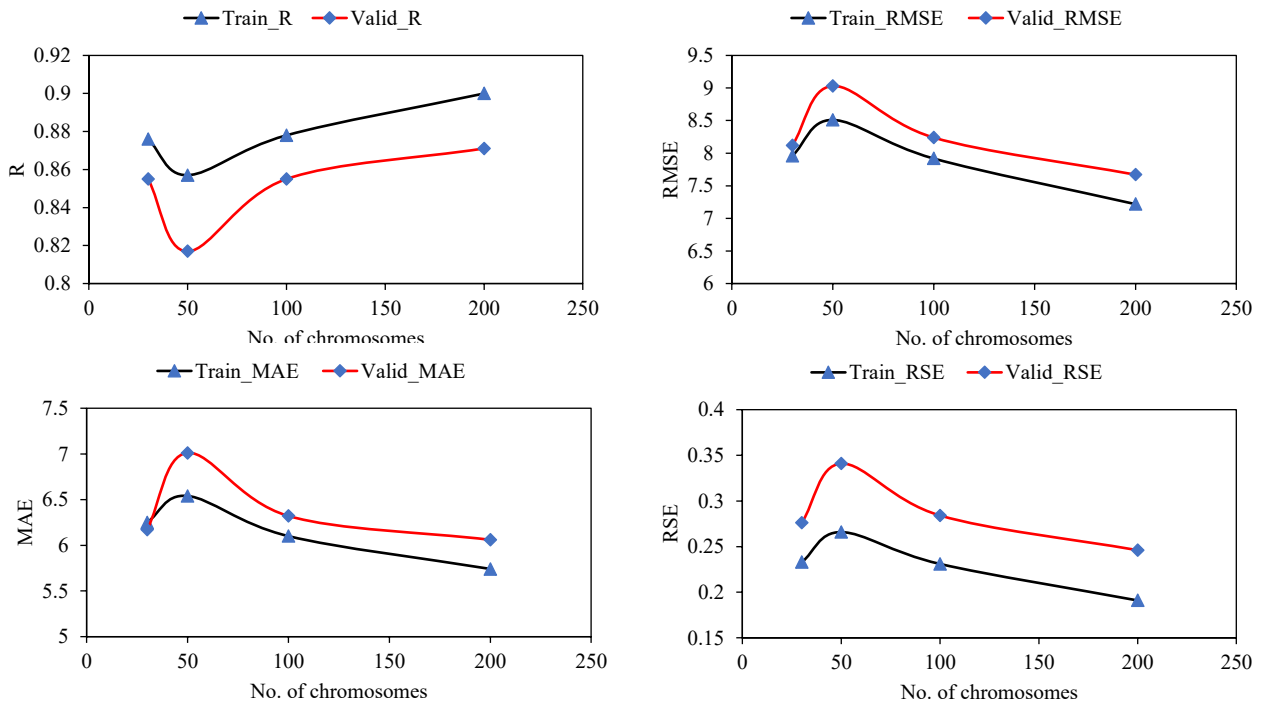 Train_R Valid_R
0.92
0.9
0.88
0.86
0.84
0.82
0.8
R
0 50 100 150 200 250
No. of chromosomes
Train_RMSE Valid_RMSE
9.5
9
8.5
8
7.5
7
6.5
6
RMSE
0 50 100 150 200 250
No. of chromosomes
Train_MAE Valid_MAE
7.5
7
6.5
6
5.5
5
MAE
0 50 100 150 200 250
No. of chromosomes
Train_RSE Valid_RSE
0.4
0.35
0.3
0.25
0.2
0.15
RSE
0 50 100 150 200 250
No. of chromosomes